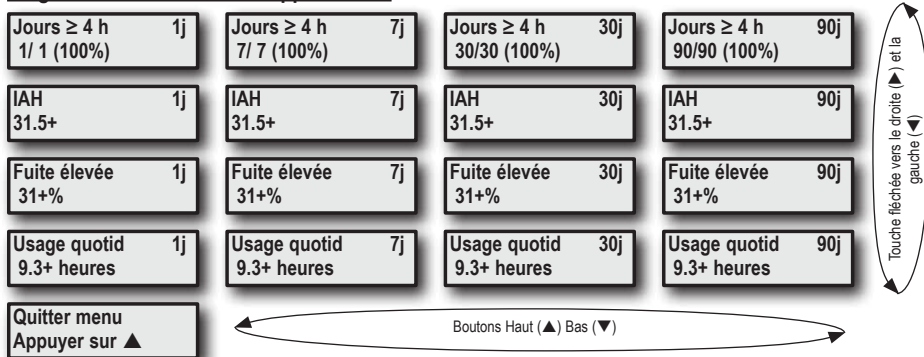 Jours ≥ 4 h 1j
1/ 1 (100%)
Jours ≥ 4 h 7j
7/ 7 (100%)
Jours ≥ 4 h 30j
30/30 (100%)
Jours ≥ 4 h 90j
90/90 (100%)
IAH 1j
31.5+
IAH 7j
31.5+
IAH 30j
31.5+
IAH 90j
31.5+
Fuite élevée 1j
31+%
Fuite élevée 7j
31+%
Fuite élevée 30j
31+%
Fuite élevée 90j
31+%
Usage quotid 1j
9.3+ heures
Usage quotid 7j
9.3+ heures
Usage quotid 30j
9.3+ heures
Usage quotid 90j
9.3+ heures
Quitter menu
Appuyer sur ▲
Boutons Haut (▲) Bas (▼)
Touche fléchée vers le droite (▶) et la
gauche (◀)